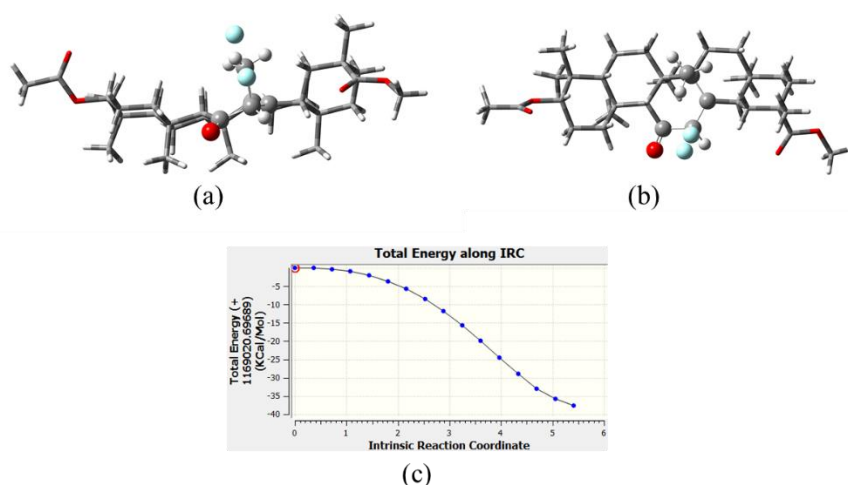 (a)
(b)
Total Energy along IRC
Total Energy (+
1169020.69689)
(KCal/Mol)
-5
-10
-15
-20
-25
-30
-35
-40
0 1 2 3 4 5 6
Intrinsic Reaction Coordinate
(c)